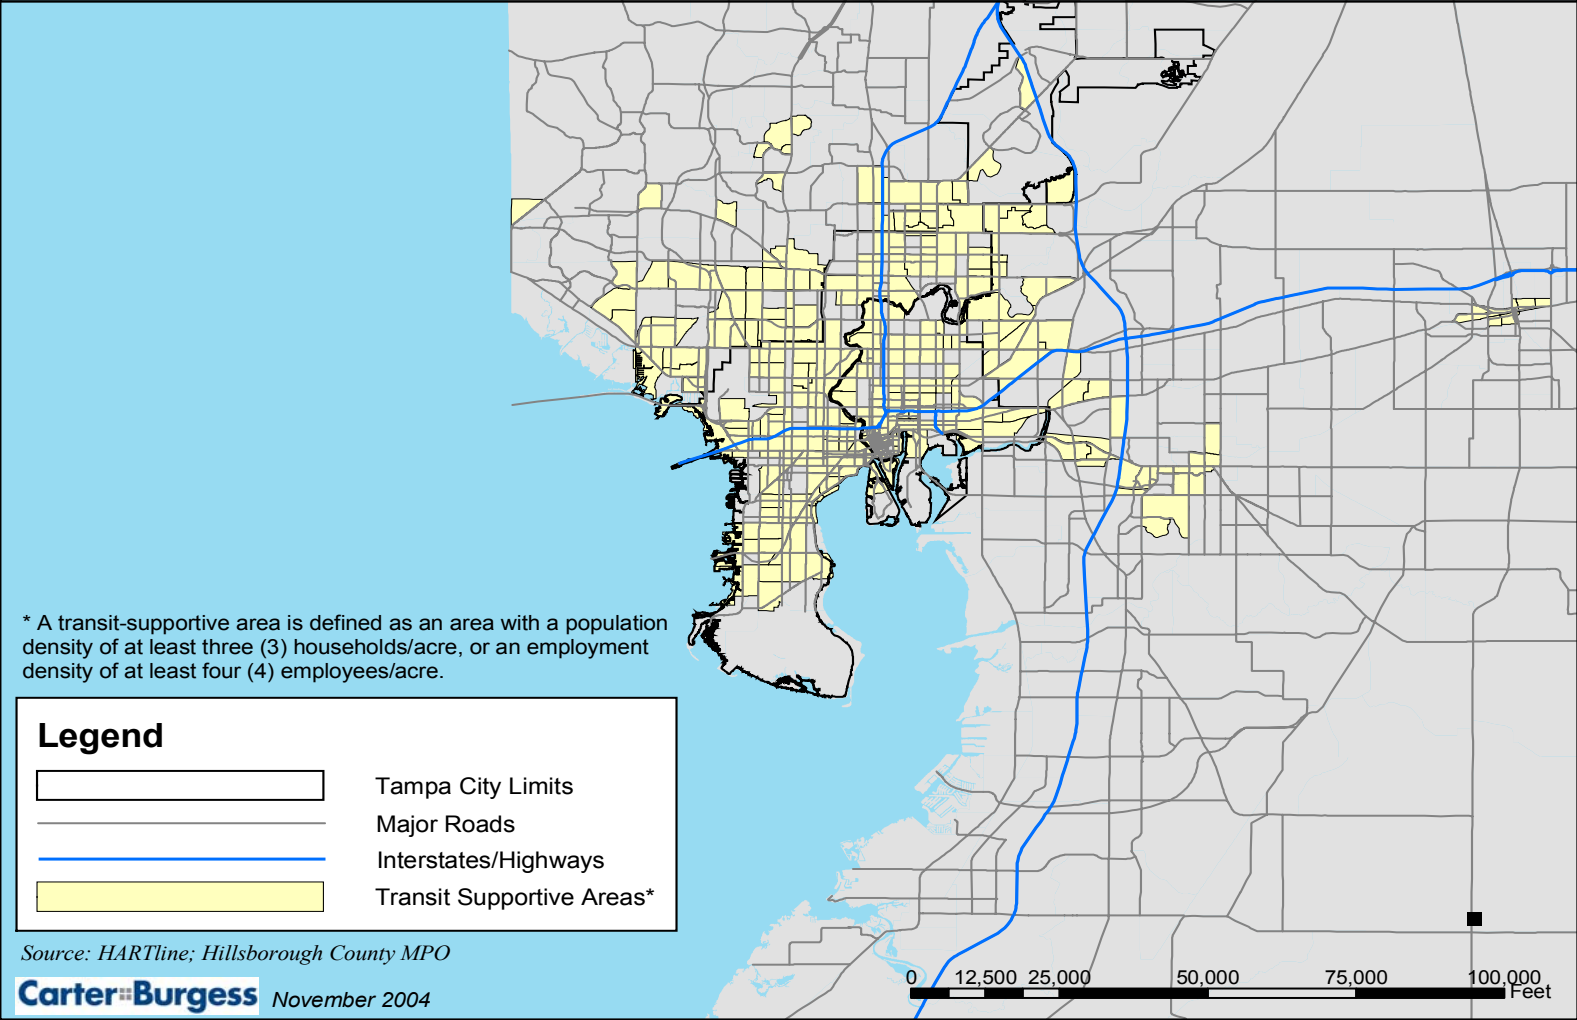 * A transit-supportive area is defined as an area with a population
density of at least three (3) households/acre, or an employment
density of at least four (4) employees/acre.
Legend
Tampa City Limits
Major Roads
Interstates/Highways
Transit Supportive Areas*
Source: HARTline; Hillsborough County MPO
Carter::Burgess November 2004
0 12,500 25,000 50,000 75,000 100,000
Feet